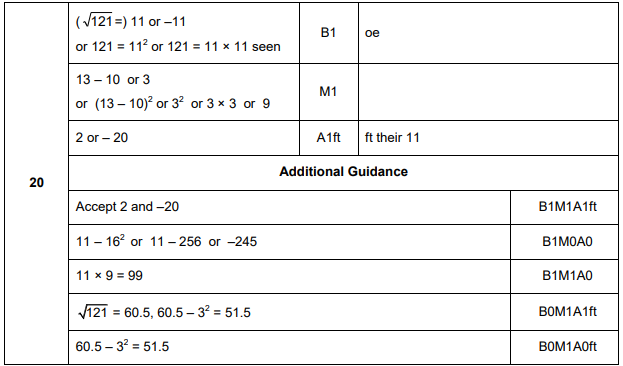 (√121 =) 11 or –11
or 121 = 11² or 121 = 11 × 11 seen
B1
oe
13 – 10 or 3
or (13 – 10)² or 3² or 3 × 3 or 9
M1
2 or – 20
A1ft
ft their 11
20
Additional Guidance
Accept 2 and –20
B1M1A1ft
11 – 16² or 11 – 256 or –245
B1M0A0
11 × 9 = 99
B1M1A0
√121 = 60.5, 60.5 – 3² = 51.5
B0M1A1ft
60.5 – 3² = 51.5
B0M1A0ft